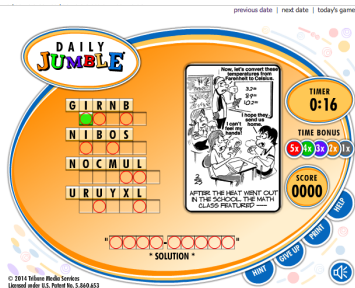 previous date | next date | today's game
DAILY
JUMBLE
Now, let's convert these
temperatures from
Farenheit to Celsius.
32=
I hope they
send us
home.
I can't
feel my
hands!
AFTER THE HEAT WENT OUT
IN THE SCHOOL, THE MATH
CLASS FEATURED —
TIMER
0:16
TIME BONUS
5x 4x 3x 2x 1x
SCORE
0000
GIRNB
NIBOS
NOCMUL
URUYXL
" - "
* SOLUTION *
HINT
GIVE UP
PRINT
HELP
© 2014 Tribune Media Services
Licensed under U.S. Patent No. 5,860,653